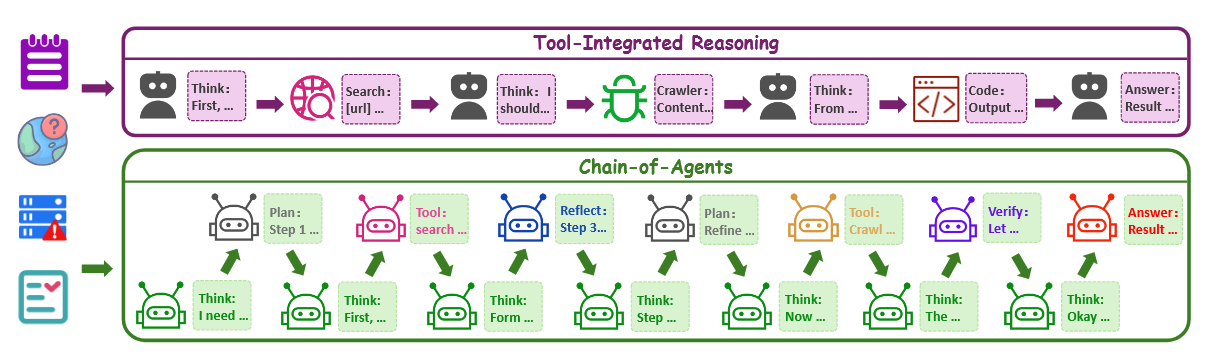 Tool-Integrated Reasoning
Think:
First, ...
Search:
[url] ...
Think: I
should...
Crawler:
Content...
Think:
From ...
Code:
Output ...
Answer:
Result ...
?
</>
Chain-of-Agents
Plan:
Step 1 ...
Tool:
search ...
Reflect:
Step 3...
Plan:
Refine ...
Tool:
Crawl ...
Verify:
Let ...
Answer:
Result ...
Think:
I need ...
Think:
First, ...
Think:
Form ...
Think:
Step ...
Think:
Now ...
Think:
The ...
Think:
Okay ...